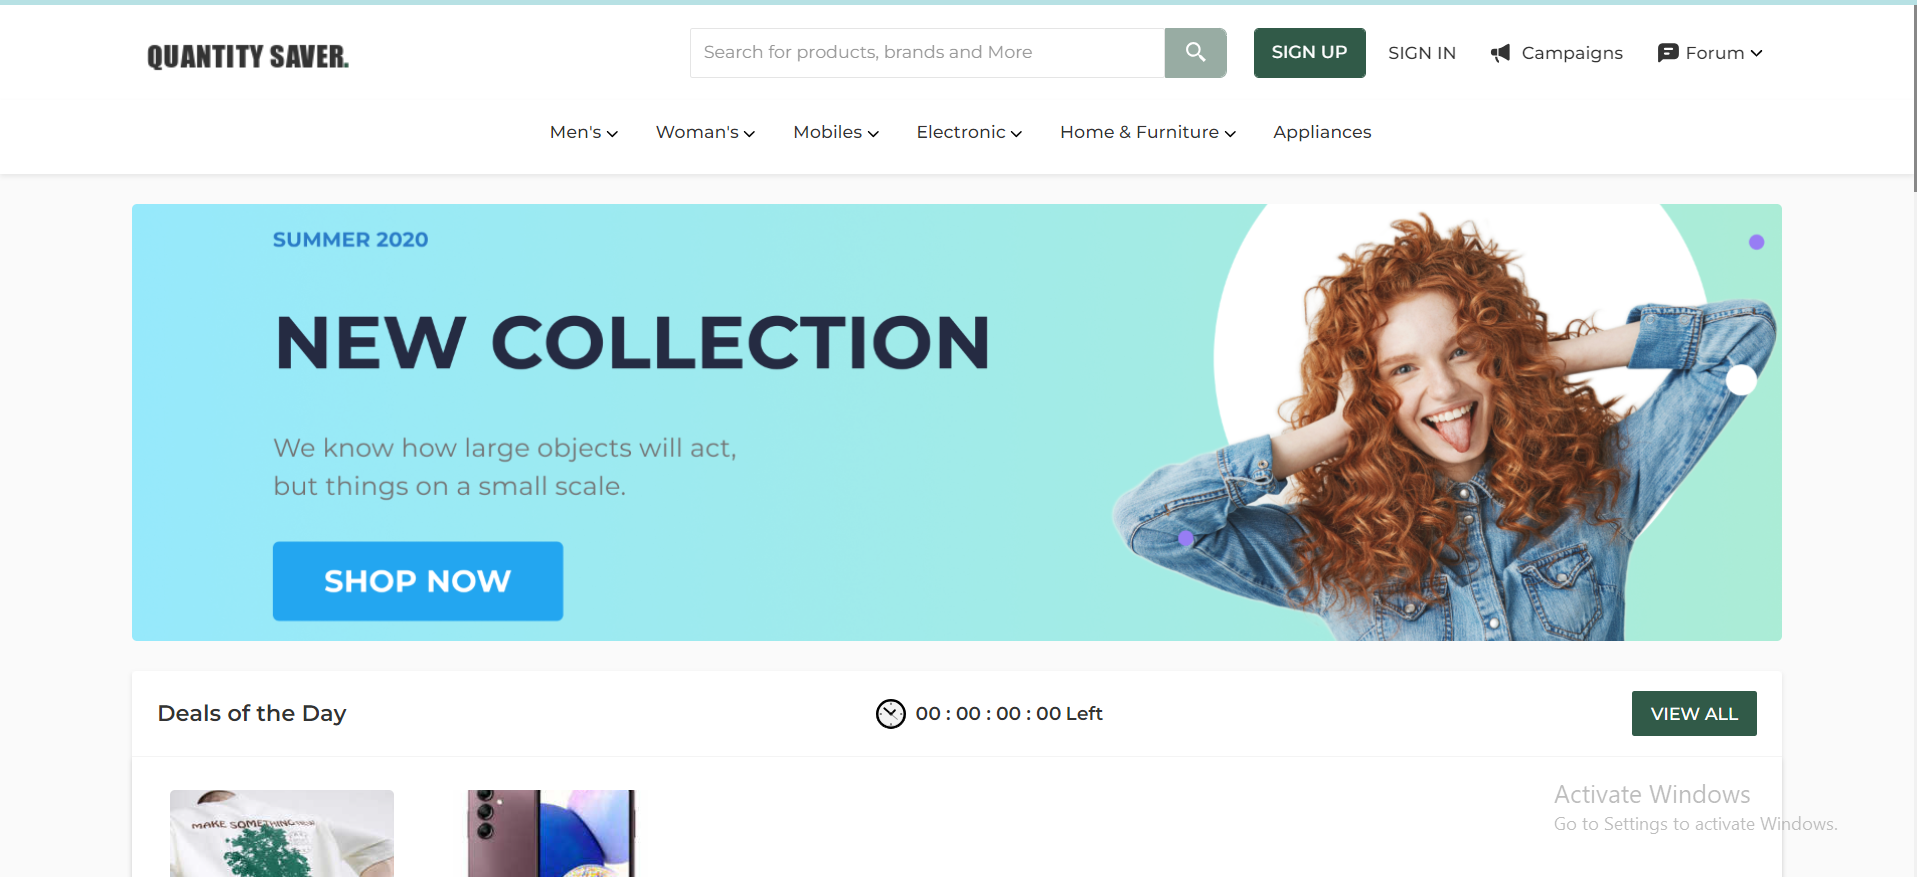 QUANTITY SAVER.
Search for products, brands and More
SIGN UP
SIGN IN
Campaigns
Forum
Men's
Woman's
Mobiles
Electronic
Home & Furniture
Appliances
SUMMER 2020
NEW COLLECTION
We know how large objects will act,
but things on a small scale.
SHOP NOW
Deals of the Day
00 : 00 : 00 : 00 Left
VIEW ALL
MAKE SOMETHING
Activate Windows
Go to Settings to activate Windows.